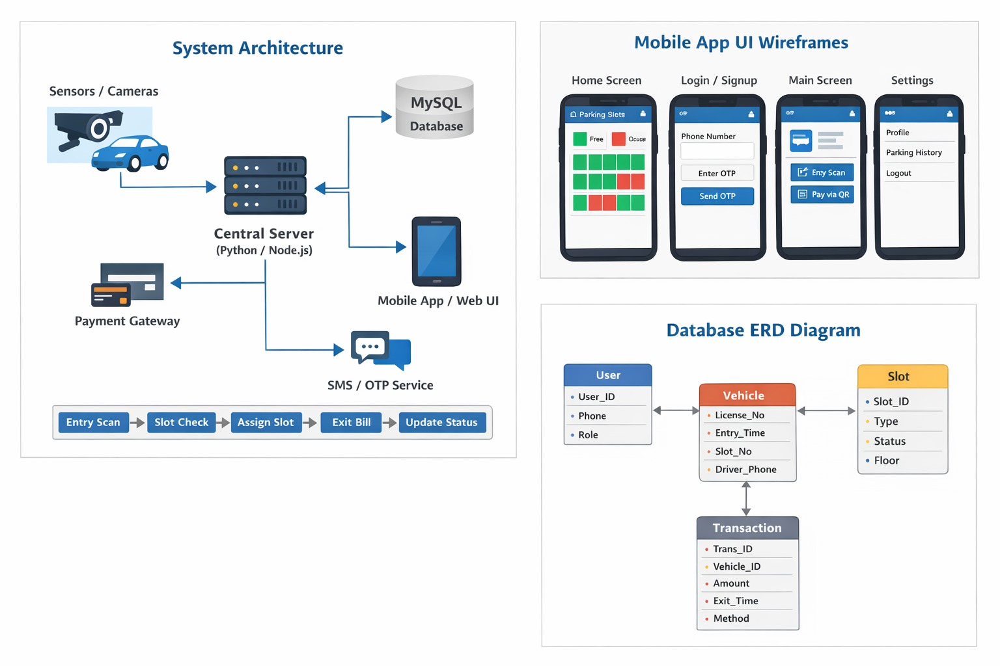 System Architecture
Sensors / Cameras
MySQL
Database
Central Server
(Python / Node.js)
Mobile App / Web UI
Payment Gateway
SMS / OTP Service
Entry Scan
Slot Check
Assign Slot
Exit Bill
Update Status
Mobile App UI Wireframes
Home Screen
Login / Signup
Main Screen
Settings
Parking Slots
Free
Phone Number
Enter OTP
Send OTP
Scan
Pay via QR
Profile
Parking History
Logout
Database ERD Diagram
User
User_ID
Phone
Role
Vehicle
License_No
Entry_Time
Slot_No
Driver_Phone
Slot
Slot_ID
Type
Status
Floor
Transaction
Trans_ID
Vehicle_ID
Amount
Exit_Time
Method